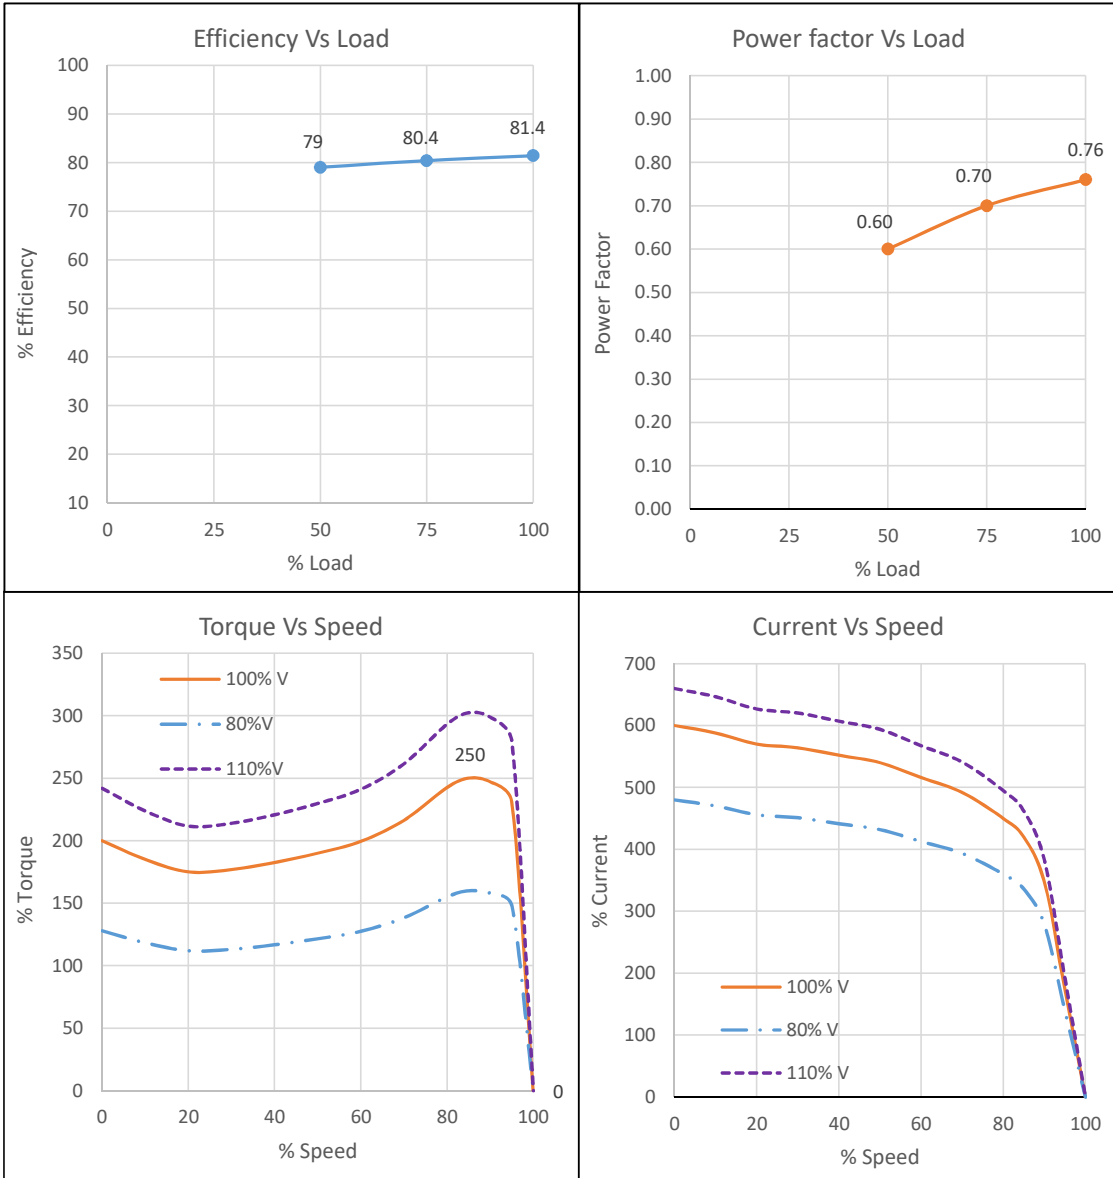 Efficiency Vs Load
100
90
80
70
60
50
40
30
20
10
79
80.4
81.4
% Efficiency
0 25 50 75 100
% Load
Power factor Vs Load
1.00
0.90
0.80
0.70
0.60
0.50
0.40
0.30
0.20
0.10
0.00
0.60
0.70
0.76
Power Factor
0 25 50 75 100
% Load
Torque Vs Speed
350
300
250
200
150
100
50
0
100% V
80%V
110%V
250
0
% Torque
0 20 40 60 80 100
% Speed
Current Vs Speed
700
600
500
400
300
200
100
0
100% V
80% V
110% V
% Current
0 20 40 60 80 100
% Speed